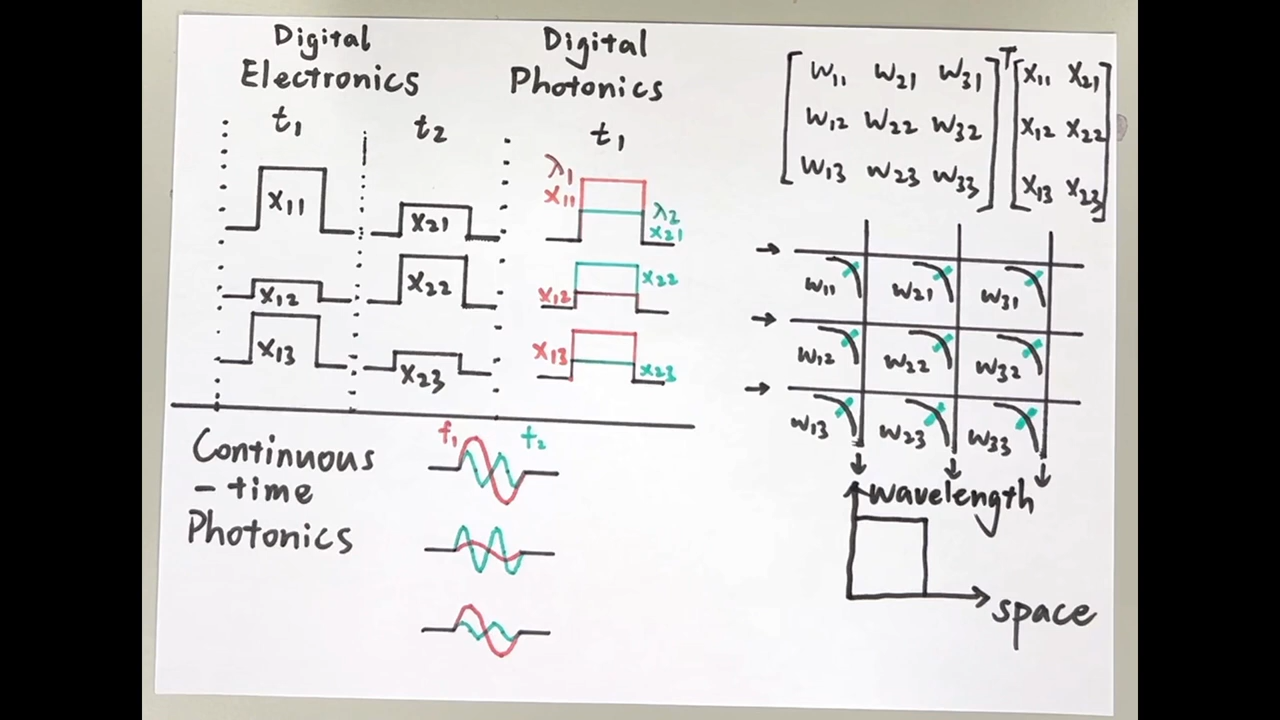 Digital
Electronics
t₁
t₂
x₁₁
x₂₁
x₁₂
x₂₂
x₁₃
x₂₃
Digital
Photonics
t₁
λ₁
x₁₁
λ₂
x₂₁
x₂₂
x₁₂
x₁₃
x₂₃
Continuous
- time
Photonics
f₁
f₂
W₁₁ W₂₁ W₃₁ T x₁₁ x₂₁
W₁₂ W₂₂ W₃₂ x₁₂ x₂₂
W₁₃ W₂₃ W₃₃ x₁₃ x₂₃
W₁₁ W₂₁ W₃₁
W₁₂ W₂₂ W₃₂
W₁₃ W₂₃ W₃₃
wavelength
space